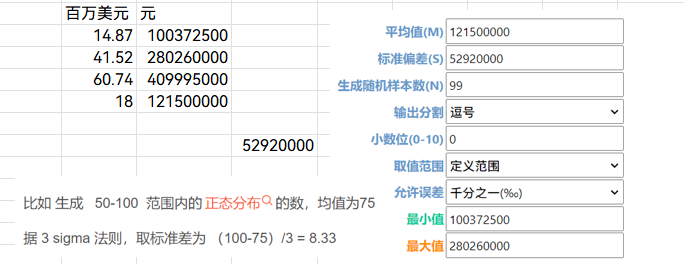 百万美元 元
14.87 100372500
41.52 280260000
60.74 409995000
18 121500000
52920000
比如 生成 50-100 范围内的 正态分布 的数，均值为75
据 3 sigma 法则，取标准差为 （100-75）/3 = 8.33
平均值(M) 121500000
标准偏差(S) 52920000
生成随机样本数(N) 99
输出分割 逗号
小数位(0-10) 0
取值范围 定义范围
允许误差 千分之一(‰)
最小值 100372500
最大值 280260000